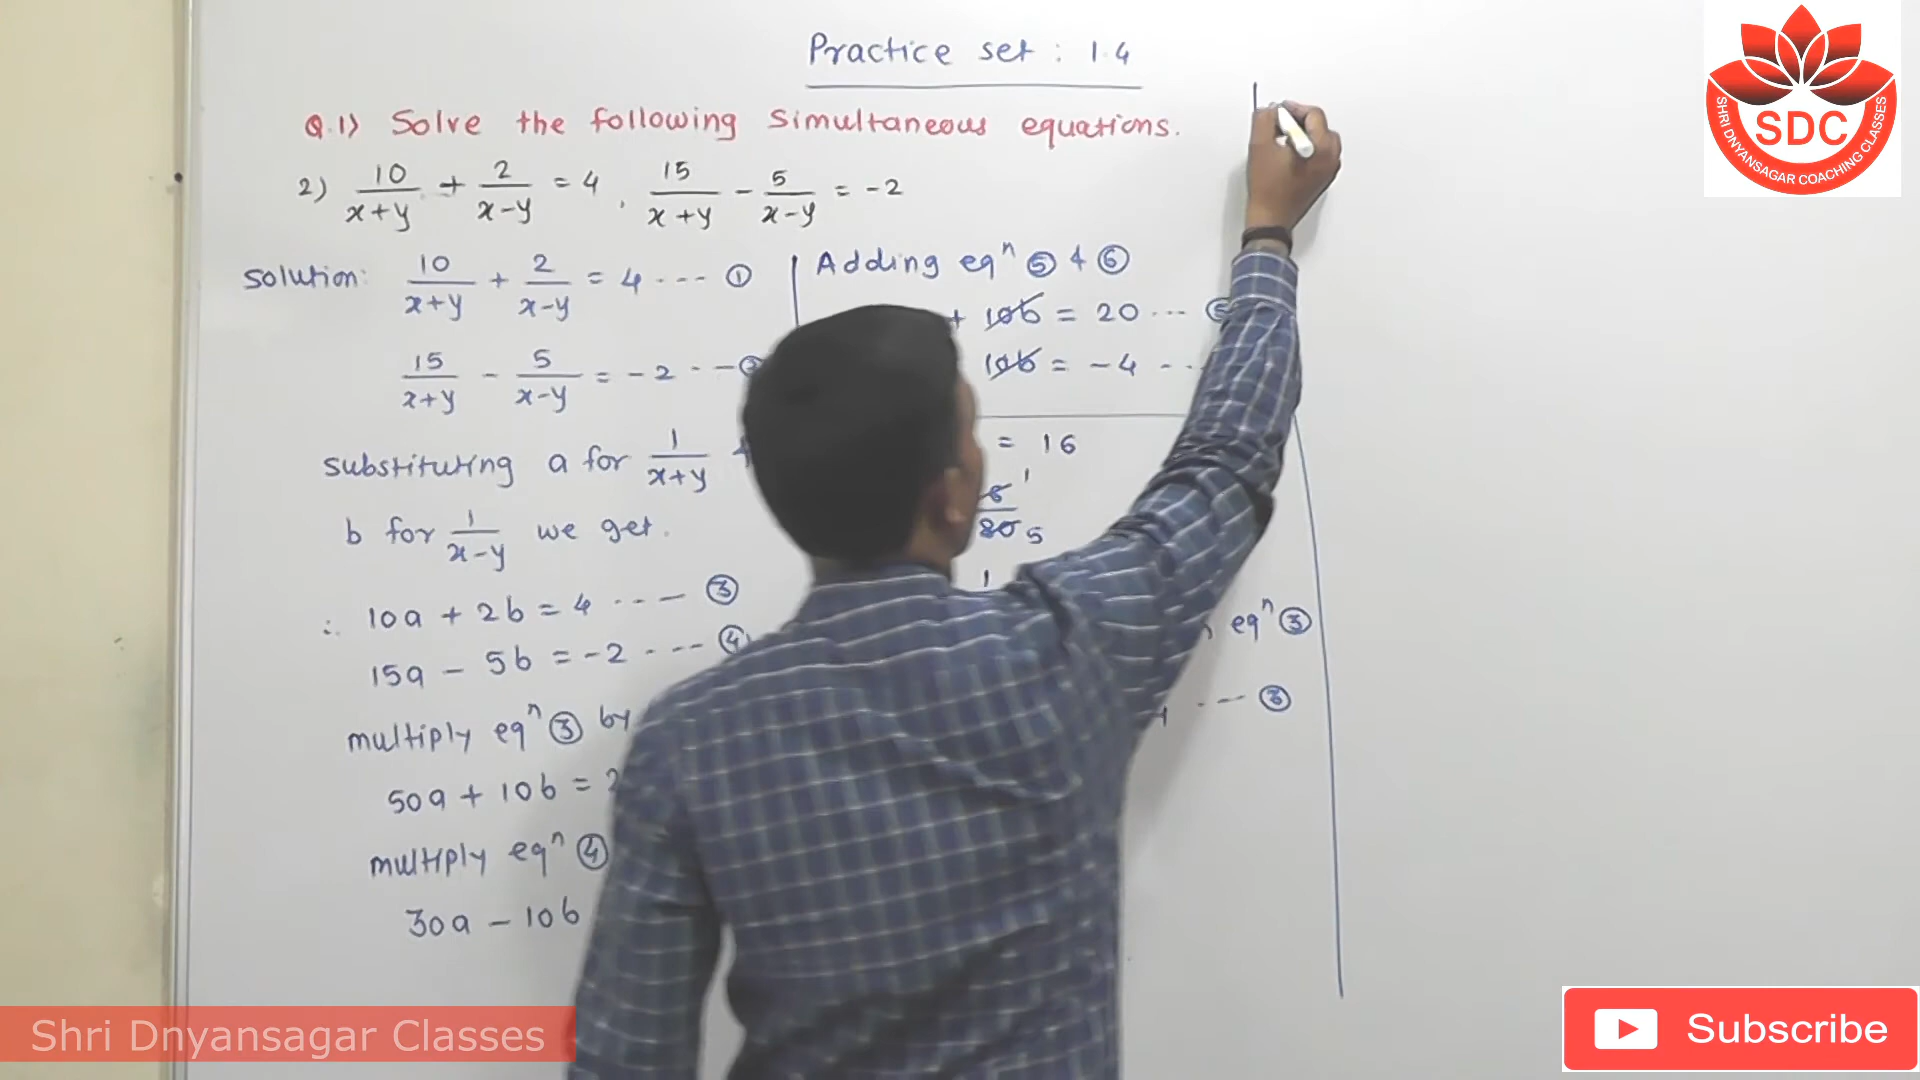 Practice set : 1.4
Q.1) Solve the following Simultaneous equations.
2) 10/x+y + 2/x-y = 4 , 15/x+y - 5/x-y = -2
Solution: 10/x+y + 2/x-y = 4 ---- ①
15/x+y - 5/x-y = -2 ----
substituting a for 1/x+y
b for 1/x-y we get.
∴ 10a + 2b = 4 ---- ③
15a - 5b = -2 ---- ④
multiply eqⁿ ③ by
50a + 10b =
multiply eqⁿ ④
30a - 10b
Adding eqⁿ ⑤ & ⑥
+ 10b = 20 ---- ⑤
10b = -4 ---
= 16
1
80 5
1
eqⁿ ③
---- ③
SDC
SHRI DNYANSAGAR COACHING CLASSES
Shri Dnyansagar Classes
Subscribe